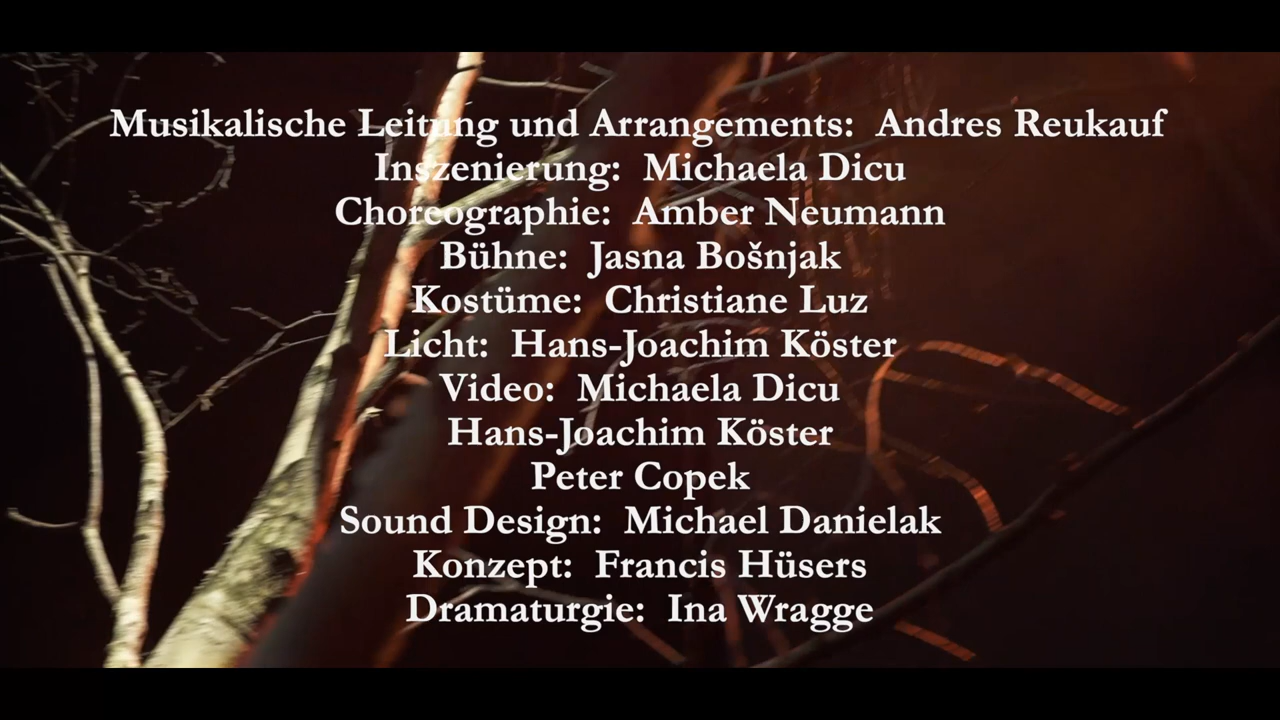 Musikalische Leitung und Arrangements: Andres Reukauf
Inszenierung: Michaela Dicu
Choreographie: Amber Neumann
Bühne: Jasna Bošnjak
Kostüme: Christiane Luz
Licht: Hans-Joachim Köster
Video: Michaela Dicu
Hans-Joachim Köster
Peter Copek
Sound Design: Michael Danielak
Konzept: Francis Hüsers
Dramaturgie: Ina Wragge